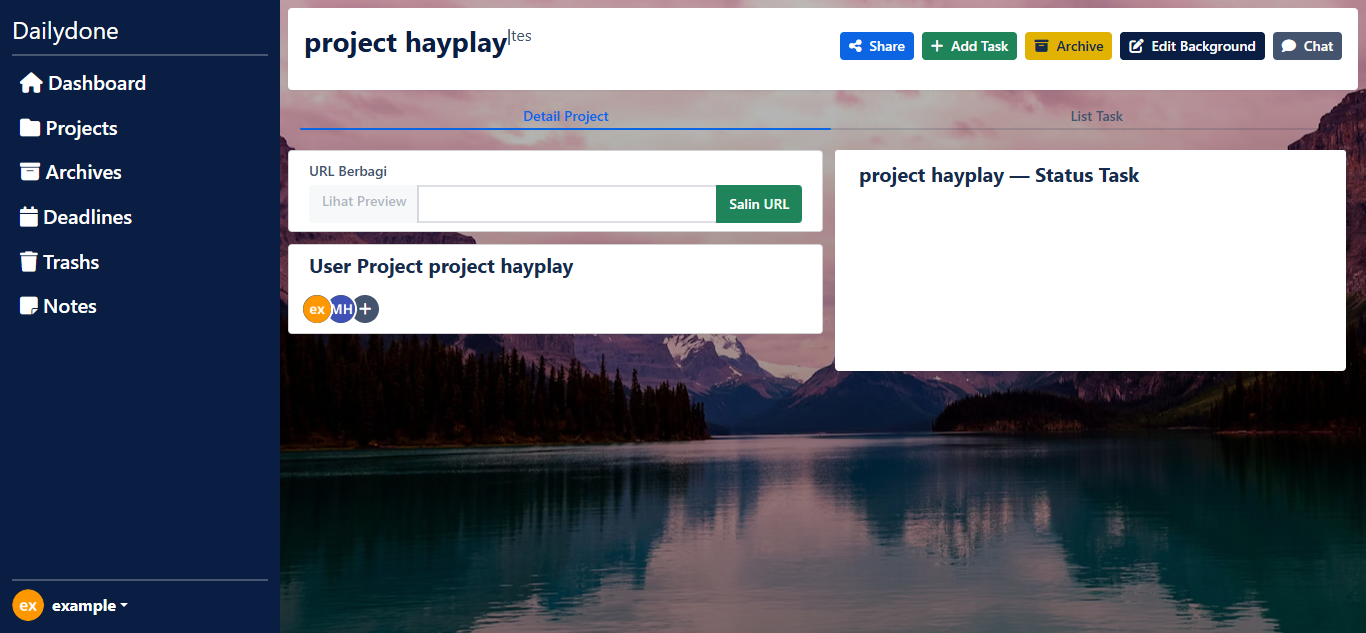 Dailydone
Dashboard
Projects
Archives
Deadlines
Trashs
Notes
ex example
project hayplay|tes
Share
Add Task
Archive
Edit Background
Chat
Detail Project
List Task
URL Berbagi
Lihat Preview
Salin URL
User Project project hayplay
ex MH +
project hayplay — Status Task